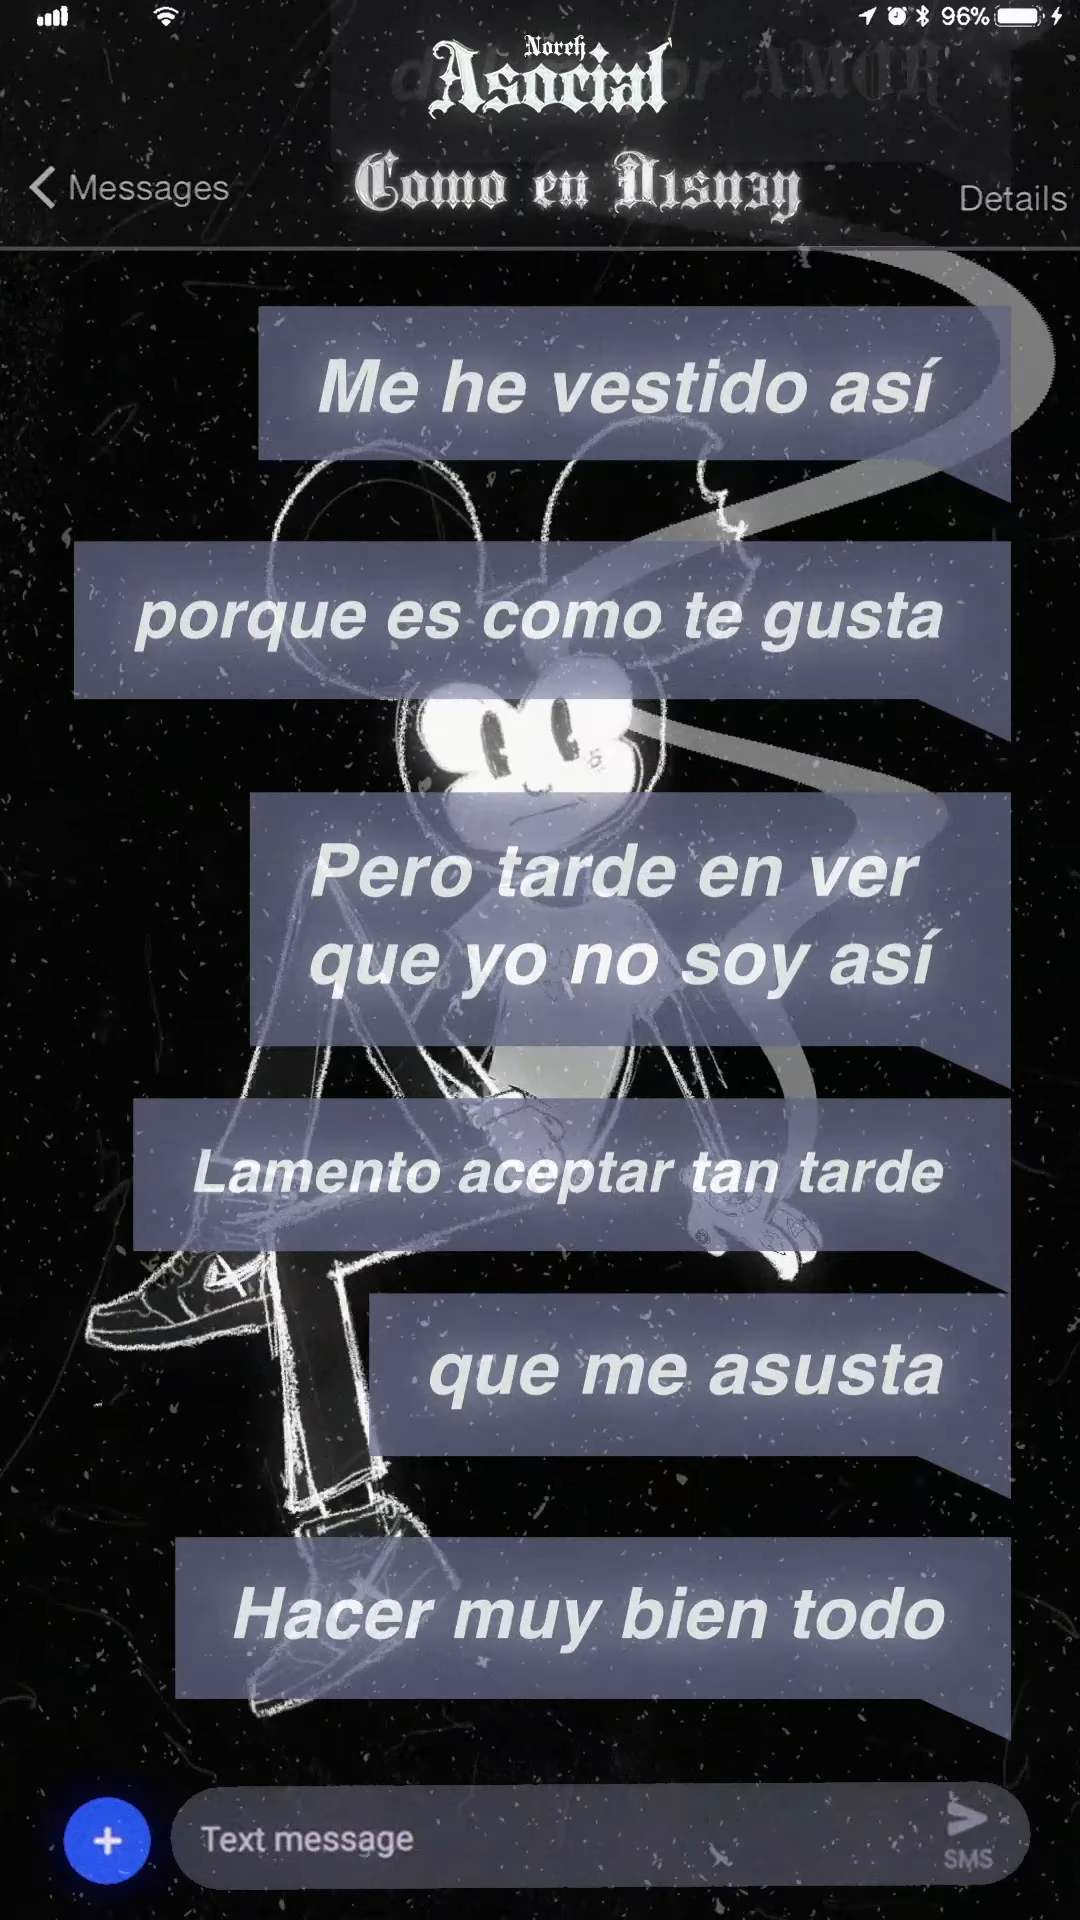 96%
Noreh
Asocial
AMOR
Messages
Como en D1sn3y
Details
Me he vestido así
porque es como te gusta
Pero tarde en ver
que yo no soy así
Lamento aceptar tan tarde
que me asusta
Hacer muy bien todo
Text message
SMS